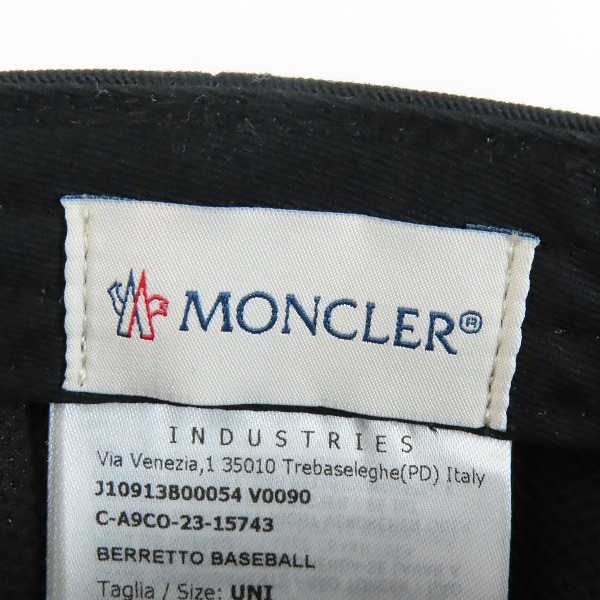 MONCLER®
INDUSTRIES
Via Venezia,1 35010 Trebaseleghe(PD) Italy
J10913B00054 V0090
C-A9CO-23-15743
BERRETTO BASEBALL
Taglia / Size: UNI